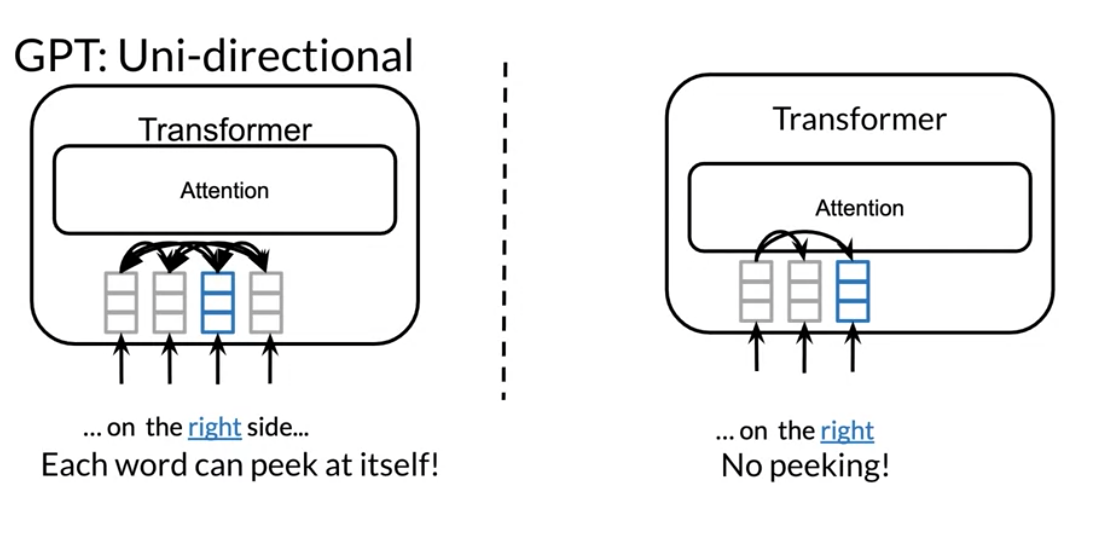 GPT: Uni-directional
Transformer
Attention
... on the right side...
Each word can peek at itself!
Transformer
Attention
... on the right
No peeking!